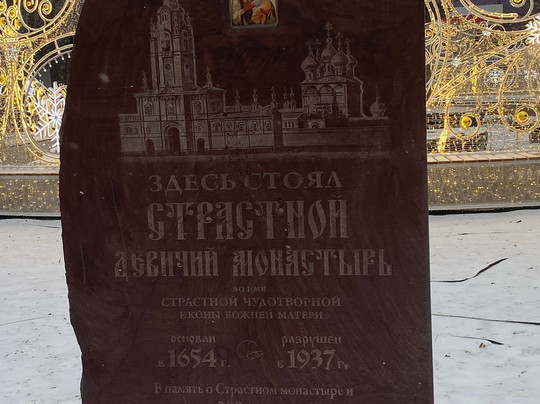 ЗДЕСЬ СТОЯЛ
СТРАСТНОЙ
ДЕВИЧИЙ МОНАСТЫРЬ
ВО ИМЯ
СТРАСТНОЙ ЧУДОТВОРНОЙ
ИКОНЫ БОЖИЕЙ МАТЕРИ
основан разрушен
в 1654 г. в 1937 г.
В память о Страстном монастыре и